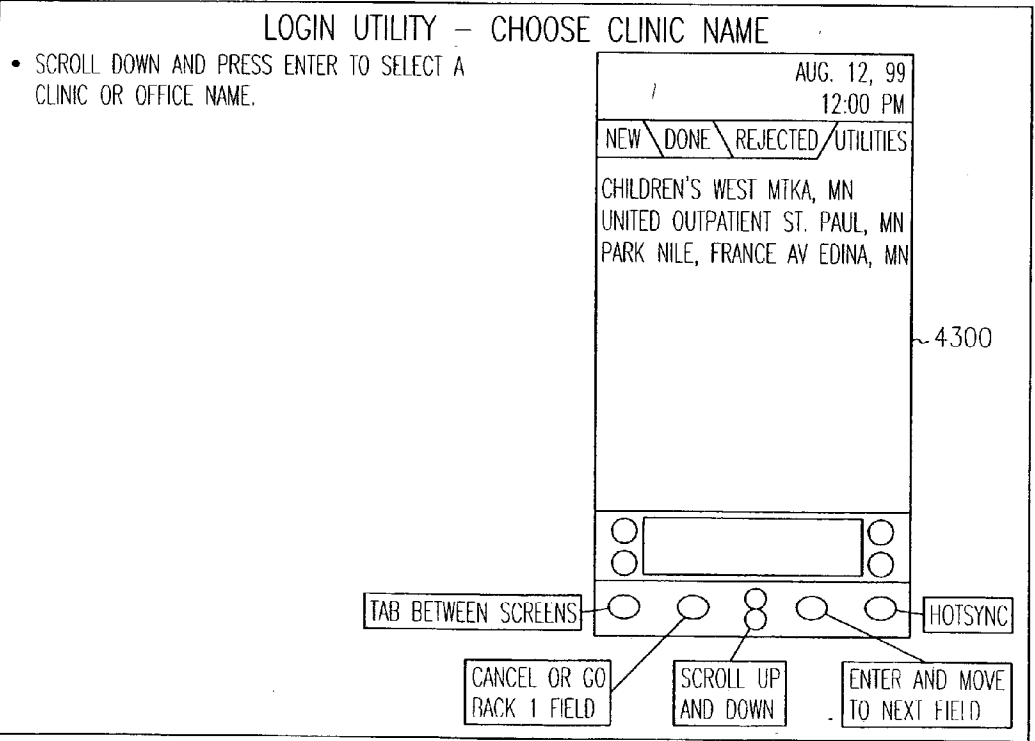 LOGIN UTILITY – CHOOSE CLINIC NAME
• SCROLL DOWN AND PRESS ENTER TO SELECT A
CLINIC OR OFFICE NAME.
AUG. 12, 99
12:00 PM
NEW DONE REJECTED UTILITIES
CHILDREN'S WEST MTKA, MN
UNITED OUTPATIENT ST. PAUL, MN
PARK NILE, FRANCE AV EDINA, MN
4300
TAB BETWEEN SCREENS
HOTSYNC
CANCEL OR GO
BACK 1 FIELD
SCROLL UP
AND DOWN
ENTER AND MOVE
TO NEXT FIELD